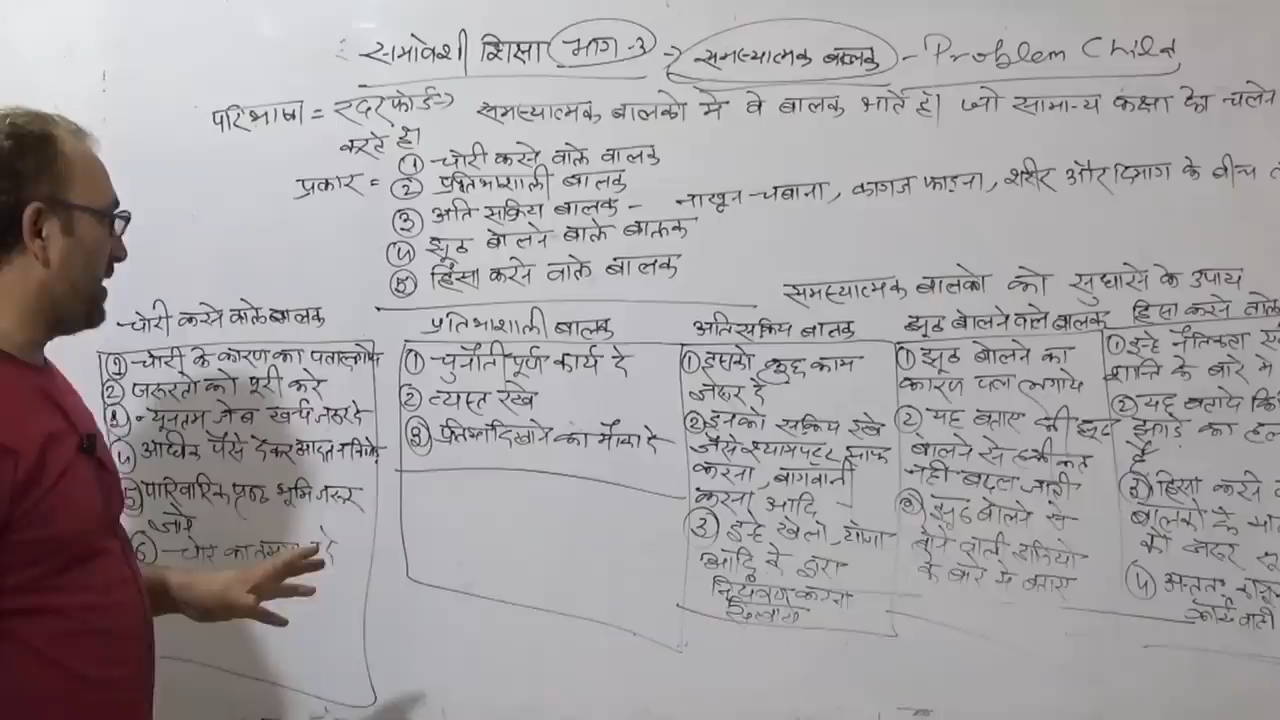 समावेशी शिक्षा भाग-3 → समस्यात्मक बालक - Problem Child
परिभाषा = रदरफोर्ड→ समस्यात्मक बालको मे वे बालक आते है। ज्यो सामान्य कक्षा
करते है।
प्रकार = ① चोरी करने वाले बालक
② प्रतिभाशाली बालक
③ अति सक्रिय बालक - नाखून-चबाना, कागज फाडना, शरीर और दिमाग के बीच
④ झूठ बोलने वाले बालक
⑤ हिंसा करने वाले बालक
समस्यात्मक बालको को सुधारने के उपाय
चोरी करने वाले बालक
① चोरी के कारण का पता
② जरूरतो को पूरी करे
③ न्यूनतम जेब खर्च जरूर दे
④ पैसे देकर आदत न
⑤ पारिवारिक पृष्ठ भूमि जरूर
⑥ चोर का
प्रतिभाशाली बालक
① चुनौतीपूर्ण कार्य दे
② व्यस्त रखे
③ प्रतिभा दिखाने का मौका दे
अतिसक्रिय बालक
① इसको कुछ काम
जरूर दे
② इनको सक्रिय रखे
जैसे श्यामपट्ट साफ
करना, बागवानी
करना आदि -
③ इन्हे खेलो, योगा
आदि के द्वारा
नियंत्रण करना
सिखाये
झूठ बोलने वाले बालक
① झूठ बोलने का
कारण पता लगाये
② यह बताए की झूठ
बोलने से हकीकत
नही बदल जाती
③ झूठ बोलने से
होने वाली
के बारे मे बताए
हिंसा करने वाले
① इन्हे नैतिकता
शान्ति के बारे मे
② यह बताये कि
झगड़े का हल
है
③ हिंसा करने
बालको के
को जरूर
④ अन्ततः
कार्यवाही